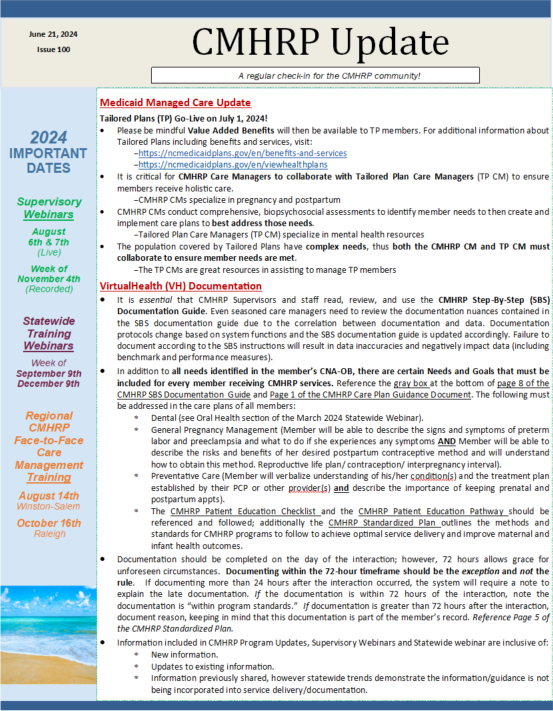 June 21, 2024
Issue 100
CMHRP Update
A regular check-in for the CMHRP community!
2024
IMPORTANT
DATES
Supervisory
Webinars
August
6th & 7th
(Live)
Week of
November 4th
(Recorded)
Statewide
Training
Webinars
Week of
September 9th
December 9th
Regional
CMHRP
Face-to-Face
Care
Management
Training
August 14th
Winston-Salem
October 16th
Raleigh
Medicaid Managed Care Update
Tailored Plans (TP) Go-Live on July 1, 2024!
● Please be mindful Value Added Benefits will then be available to TP members. For additional information about
Tailored Plans including benefits and services, visit:
–https://ncmedicaidplans.gov/en/benefits-and-services
–https://ncmedicaidplans.gov/en/viewhealthplans
● It is critical for CMHRP Care Managers to collaborate with Tailored Plan Care Managers (TP CM) to ensure
members receive holistic care.
–CMHRP CMs specialize in pregnancy and postpartum
● CMHRP CMs conduct comprehensive, biopsychosocial assessments to identify member needs to then create and
implement care plans to best address those needs.
–Tailored Plan Care Managers (TP CM) specialize in mental health resources
● The population covered by Tailored Plans have complex needs, thus both the CMHRP CM and TP CM must
collaborate to ensure member needs are met.
–The TP CMs are great resources in assisting to manage TP members
VirtualHealth (VH) Documentation
● It is essential that CMHRP Supervisors and staff read, review, and use the CMHRP Step-By-Step (SBS)
Documentation Guide. Even seasoned care managers need to review the documentation nuances contained
in the SBS documentation guide due to the correlation between documentation and data. Documentation
protocols change based on system functions and the SBS documentation guide is updated accordingly. Failure to
document according to the SBS instructions will result in data inaccuracies and negatively impact data (including
benchmark and performance measures).
● In addition to all needs identified in the member's CNA-OB, there are certain Needs and Goals that must be
included for every member receiving CMHRP services. Reference the gray box at the bottom of page 8 of the
CMHRP SBS Documentation Guide and Page 1 of the CMHRP Care Plan Guidance Document. The following must
be addressed in the care plans of all members:
* Dental (see Oral Health section of the March 2024 Statewide Webinar).
* General Pregnancy Management (Member will be able to describe the signs and symptoms of preterm
labor and preeclampsia and what to do if she experiences any symptoms AND Member will be able to
describe the risks and benefits of her desired postpartum contraceptive method and will understand
how to obtain this method. Reproductive life plan/ contraception/ interpregnancy interval).
* Preventative Care (Member will verbalize understanding of his/her condition(s) and the treatment plan
established by their PCP or other provider(s) and describe the importance of keeping prenatal and
postpartum appts).
* The CMHRP Patient Education Checklist and the CMHRP Patient Education Pathway should be
referenced and followed; additionally the CMHRP Standardized Plan outlines the methods and
standards for CMHRP programs to follow to achieve optimal service delivery and improve maternal and
infant health outcomes.
● Documentation should be completed on the day of the interaction; however, 72 hours allows grace for
unforeseen circumstances. Documenting within the 72-hour timeframe should be the exception and not the
rule. If documenting more than 24 hours after the interaction occurred, the system will require a note to
explain the late documentation. If the documentation is within 72 hours of the interaction, note the
documentation is "within program standards." If documentation is greater than 72 hours after the interaction,
document reason, keeping in mind that this documentation is part of the member's record. Reference Page 5 of
the CMHRP Standardized Plan.
● Information included in CMHRP Program Updates, Supervisory Webinars and Statewide webinar are inclusive of:
* New information.
* Updates to existing information.
* Information previously shared, however statewide trends demonstrate the information/guidance is not
being incorporated into service delivery/documentation.